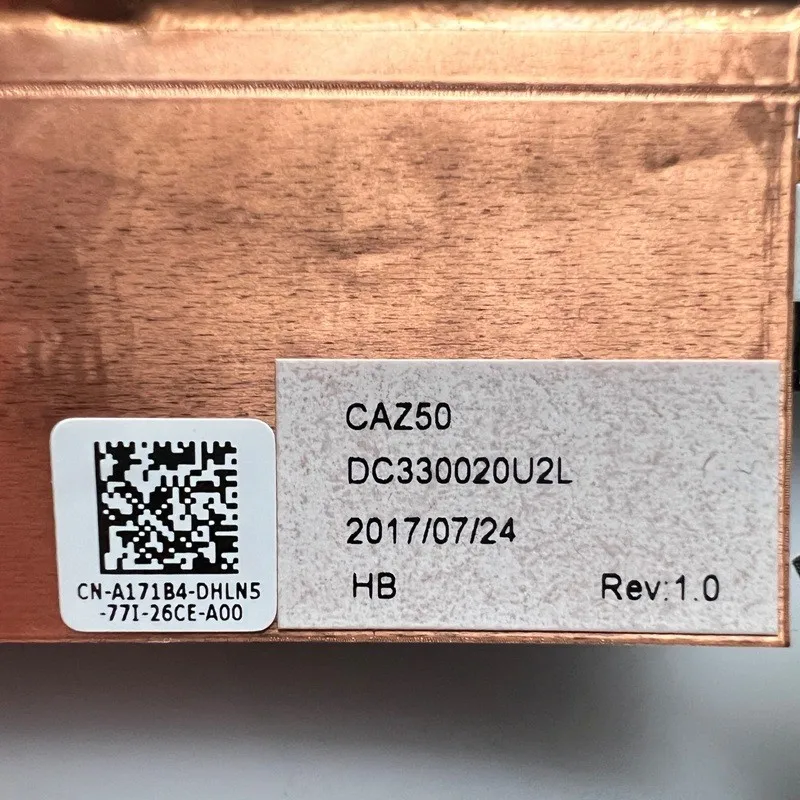 CAZ50
DC330020U2L
2017/07/24
HB Rev:1.0
CN-A171B4-DHLN5
-77I-26CE-A00